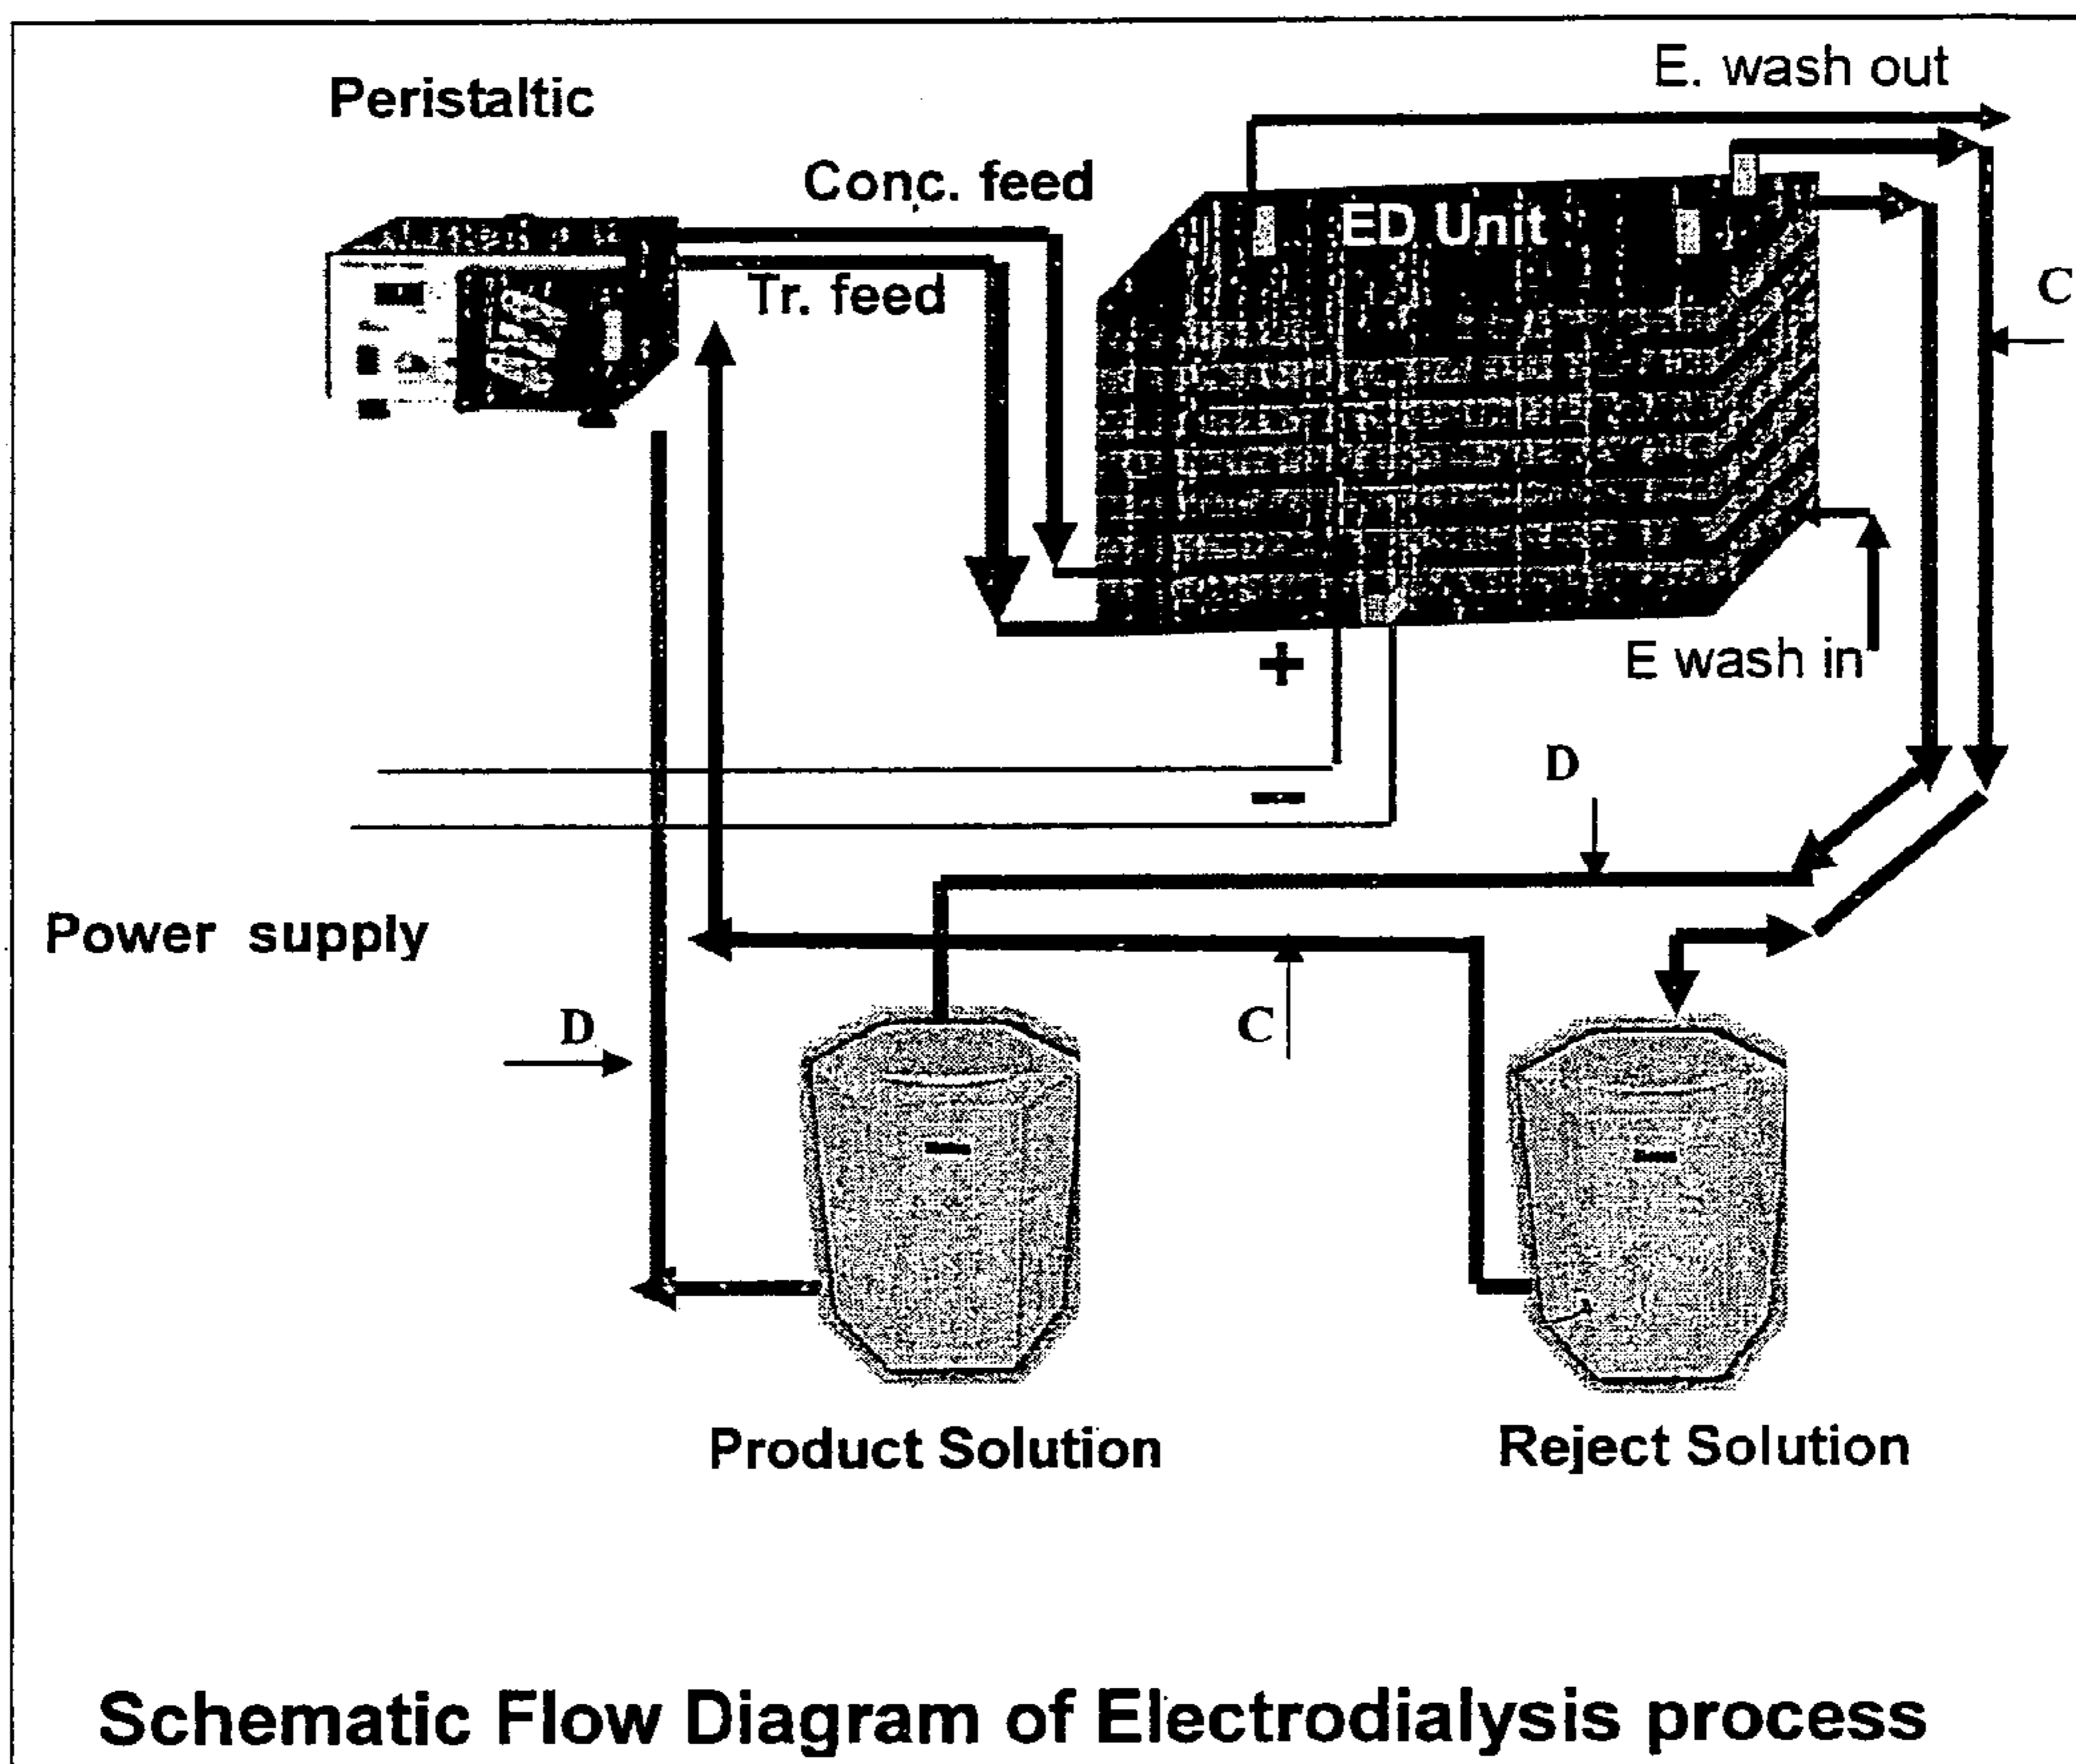 E. wash out
Peristaltic
Conc. feed
ED Unit
Tr. feed
C
+
E wash in
D
–
Power supply
D
C
Product Solution
Reject Solution
Schematic Flow Diagram of Electrodialysis process